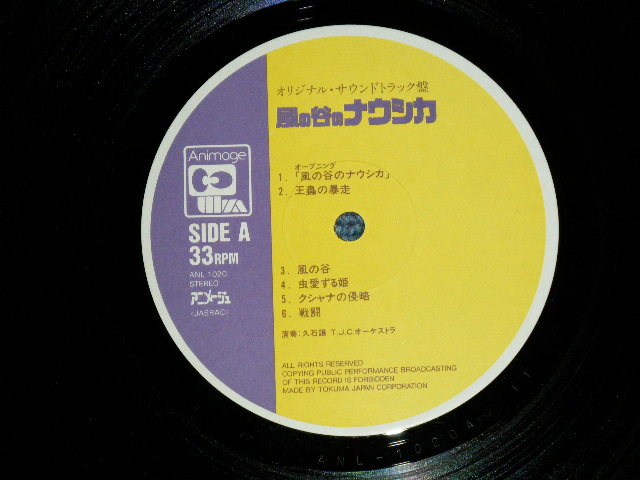 オリジナル・サウンドトラック盤
風の谷のナウシカ
オープニング
1.「風の谷のナウシカ」
2. 王蟲の暴走
Animage
SIDE A
33RPM
ANL 1020
STEREO
アニメージュ
<JASRAC>
3. 風の谷
4. 虫愛ずる姫
5. クシャナの侵略
6. 戦闘
演奏:久石譲 T.J.C.オーケストラ
ALL RIGHTS RESERVED
COPYING PUBLIC PERFORMANCE BROADCASTING
OF THIS RECORD IS FORBIDDEN
MADE BY TOKUMA JAPAN CORPORATION
ANL-1020A